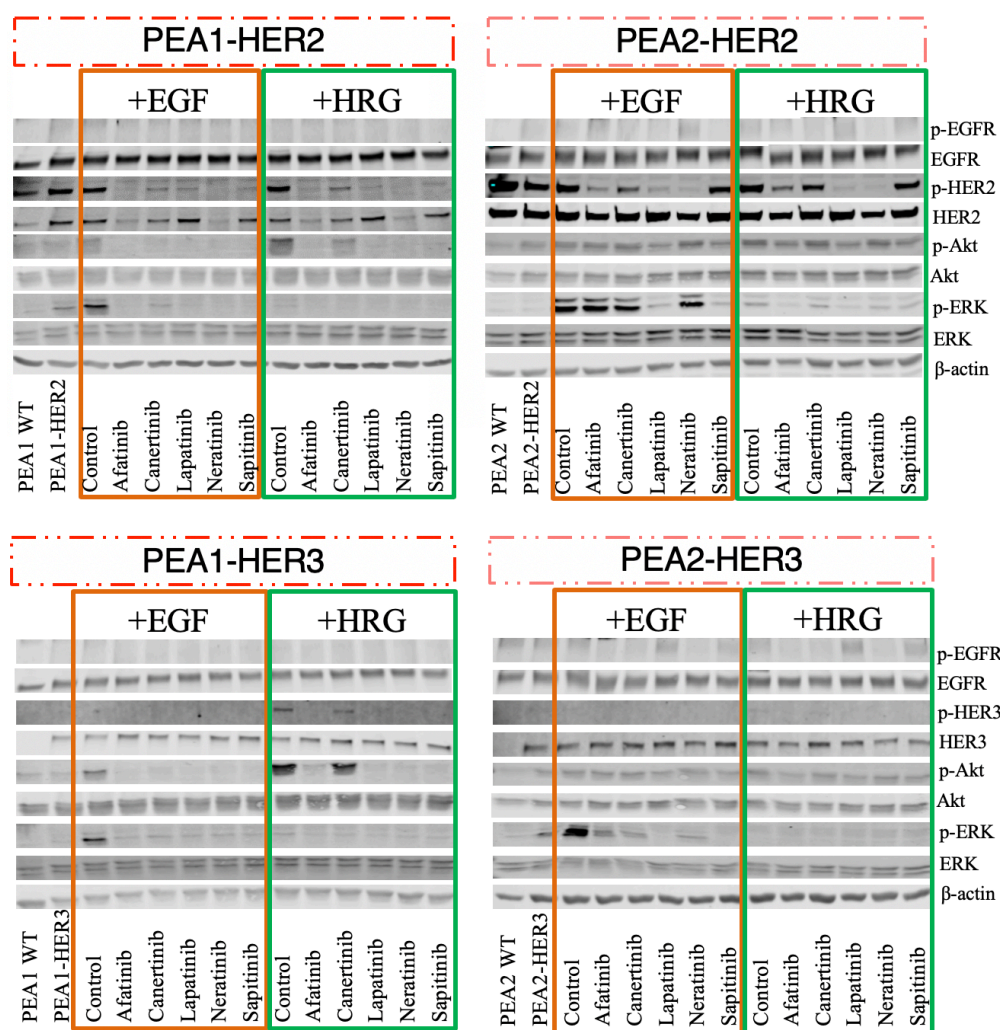 PEA1-HER2
+EGF
+HRG
PEA1 WT
PEA1-HER2
Control
Afatinib
Canertinib
Lapatinib
Neratinib
Sapitinib
Control
Afatinib
Canertinib
Lapatinib
Neratinib
Sapitinib
PEA2-HER2
+EGF
+HRG
p-EGFR
EGFR
p-HER2
HER2
p-Akt
Akt
p-ERK
ERK
β-actin
PEA2 WT
PEA2-HER2
Control
Afatinib
Canertinib
Lapatinib
Neratinib
Sapitinib
Control
Afatinib
Canertinib
Lapatinib
Neratinib
Sapitinib
PEA1-HER3
+EGF
+HRG
PEA1 WT
PEA1-HER3
Control
Afatinib
Canertinib
Lapatinib
Neratinib
Sapitinib
Control
Afatinib
Canertinib
Lapatinib
Neratinib
Sapitinib
PEA2-HER3
+EGF
+HRG
p-EGFR
EGFR
p-HER3
HER3
p-Akt
Akt
p-ERK
ERK
β-actin
PEA2 WT
PEA2-HER3
Control
Afatinib
Canertinib
Lapatinib
Neratinib
Sapitinib
Control
Afatinib
Canertinib
Lapatinib
Neratinib
Sapitinib